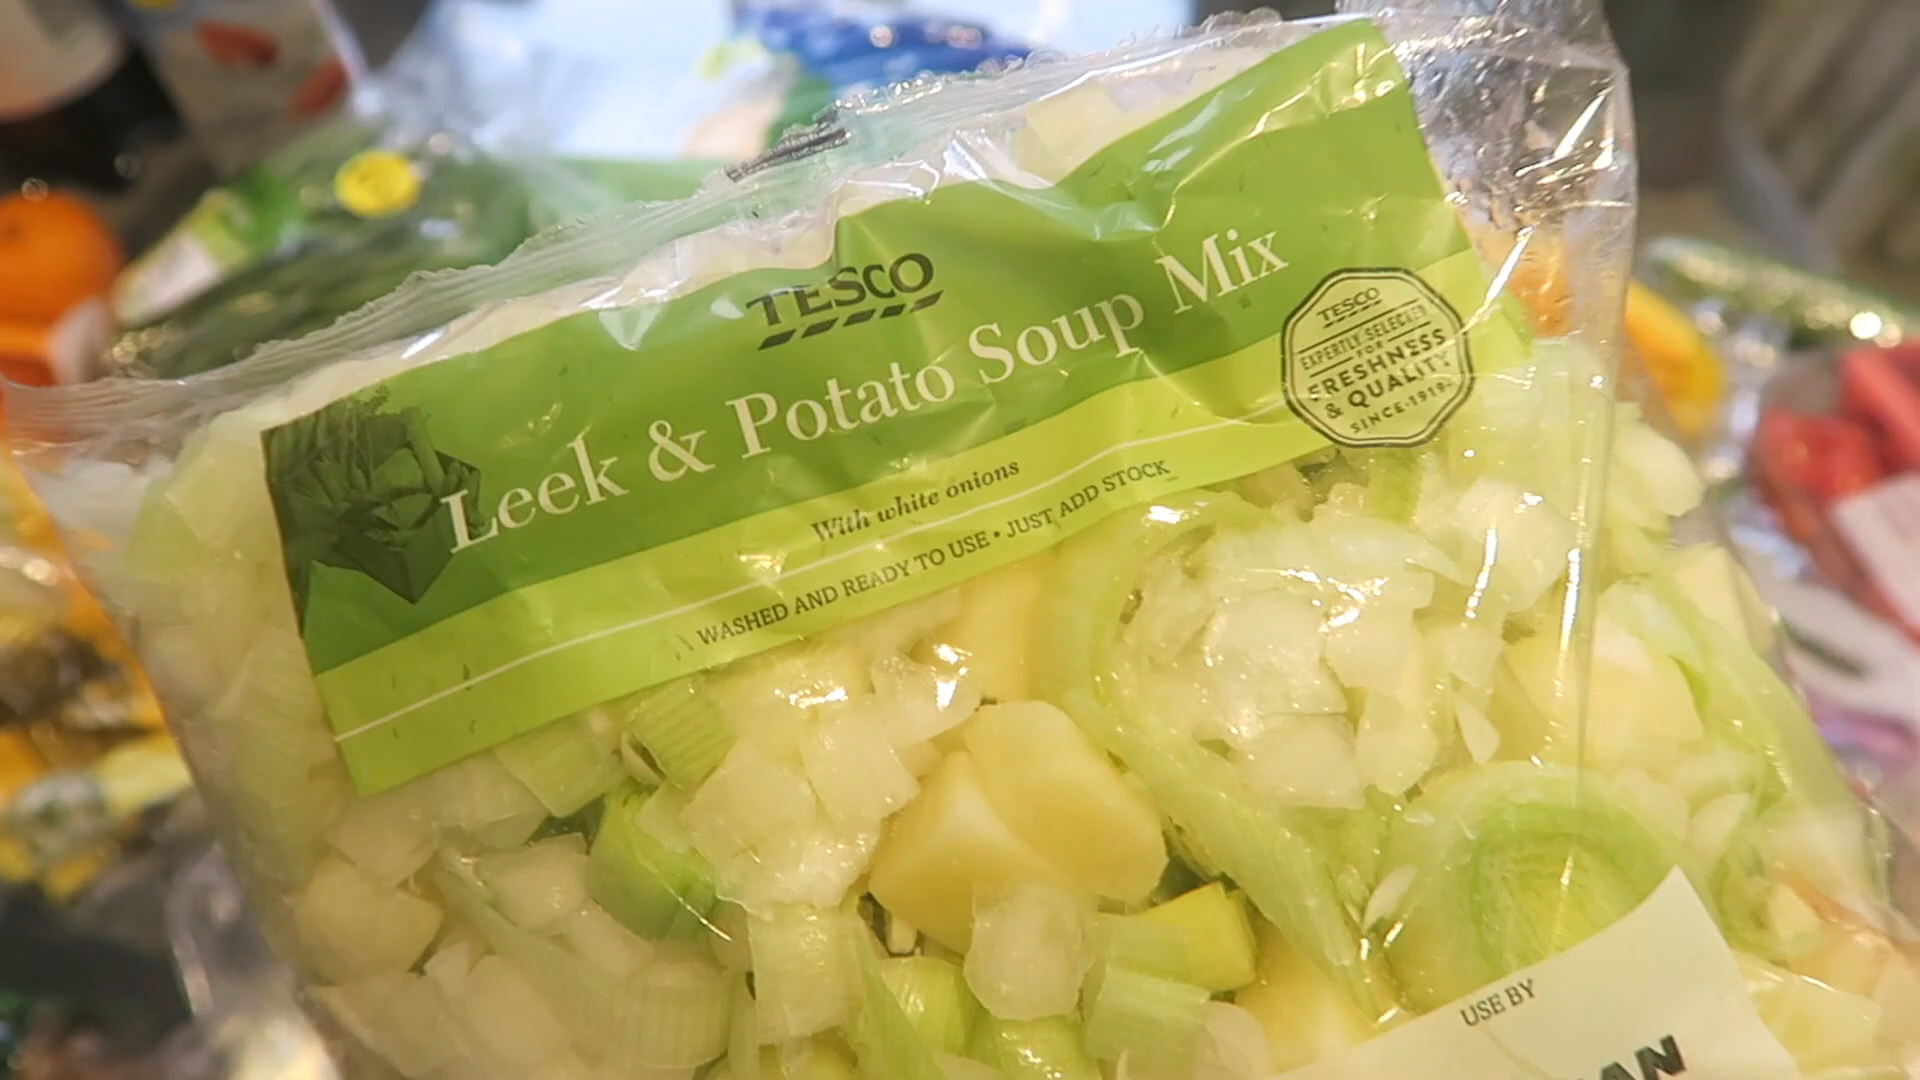 TESCO
Leek & Potato Soup Mix
With white onions
WASHED AND READY TO USE • JUST ADD STOCK
TESCO
EXPERTLY SELECTED
FOR
FRESHNESS
& QUALITY
SINCE 1919
USE BY